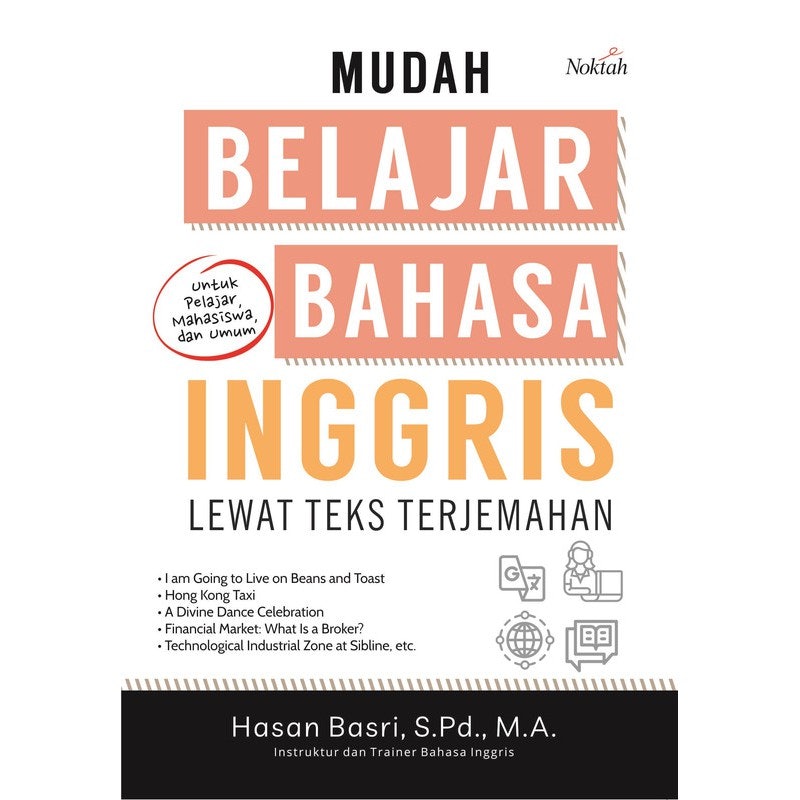 MUDAH
Noktah
BELAJAR
BAHASA
untuk
Pelajar,
Mahasiswa,
dan umum
INGGRIS
LEWAT TEKS TERJEMAHAN
• I am Going to Live on Beans and Toast
• Hong Kong Taxi
• A Divine Dance Celebration
• Financial Market: What Is a Broker?
• Technological Industrial Zone at Sibline, etc.
G 文
Hasan Basri, S.Pd., M.A.
Instruktur dan Trainer Bahasa Inggris